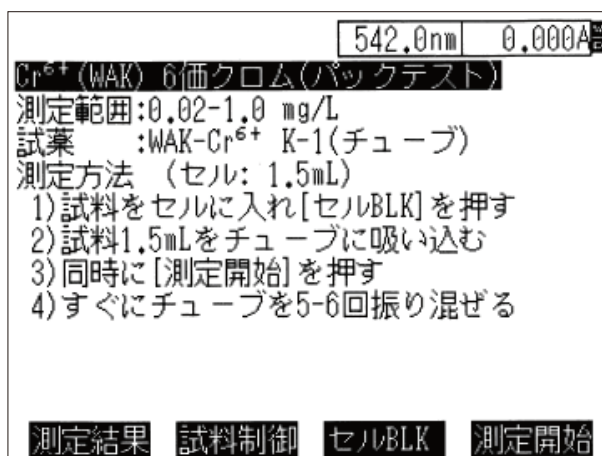 542.0nm 0.000A
Cr⁶⁺(WAK) 6価クロム(パックテスト)
測定範囲:0.02-1.0 mg/L
試薬 :WAK-Cr⁶⁺ K-1(チューブ)
測定方法 (セル: 1.5mL)
1)試料をセルに入れ[セルBLK]を押す
2)試料1.5mLをチューブに吸い込む
3)同時に[測定開始]を押す
4)すぐにチューブを5-6回振り混ぜる
測定結果 試料制御 セルBLK 測定開始